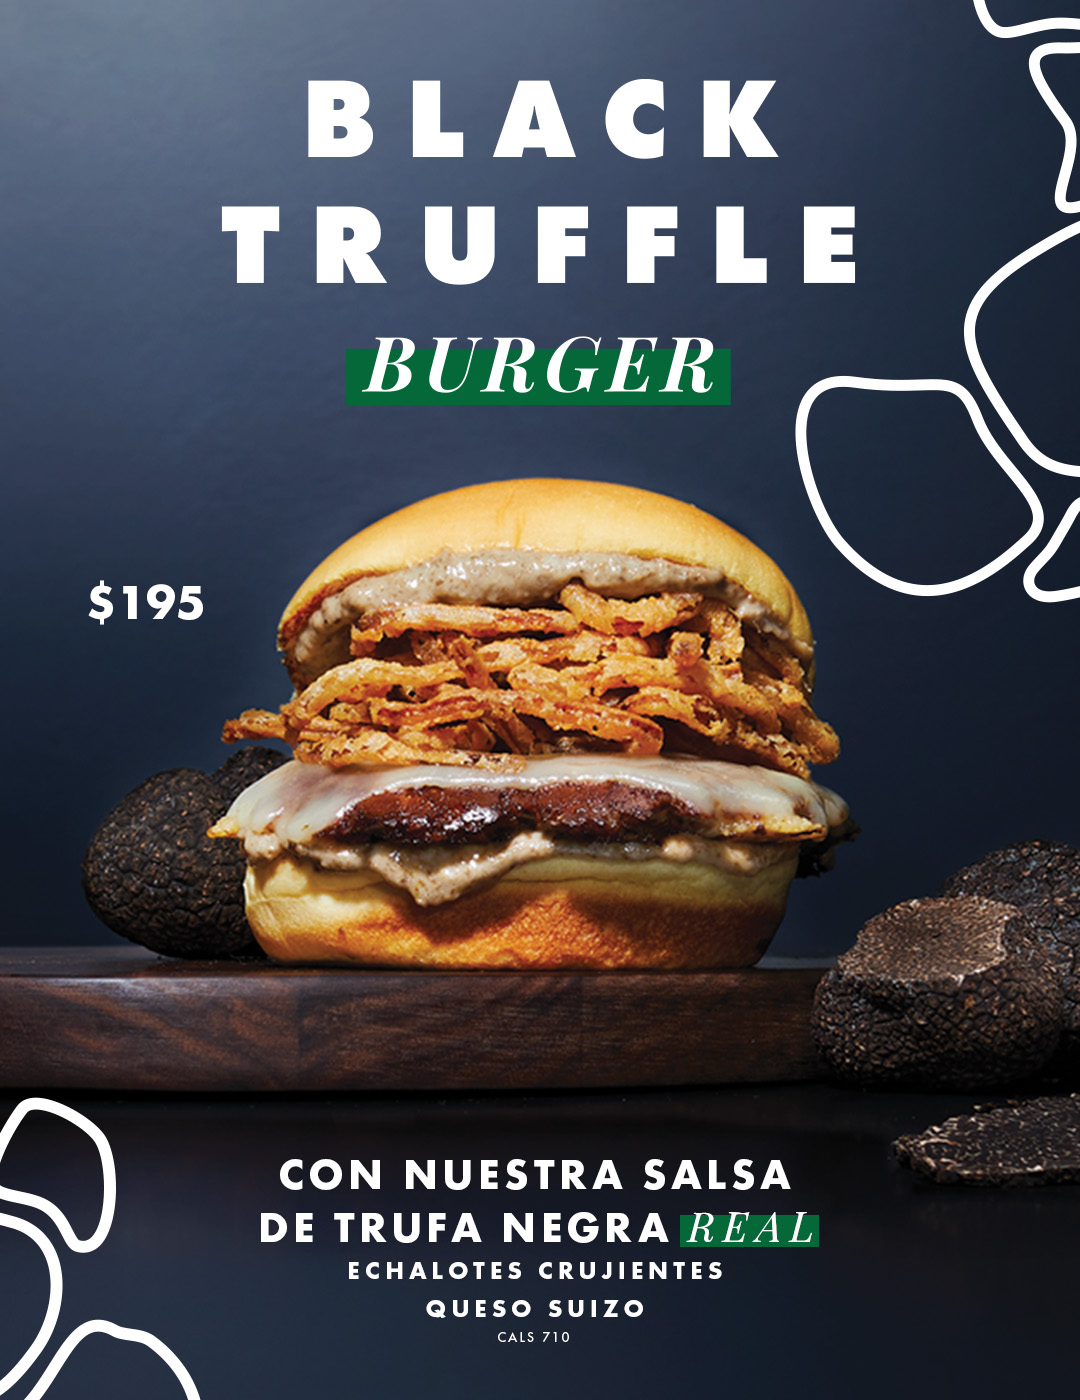 BLACK
TRUFFLE
BURGER
$195
CON NUESTRA SALSA
DE TRUFA NEGRA REAL
ECHALOTES CRUJIENTES
QUESO SUIZO
CALS 710